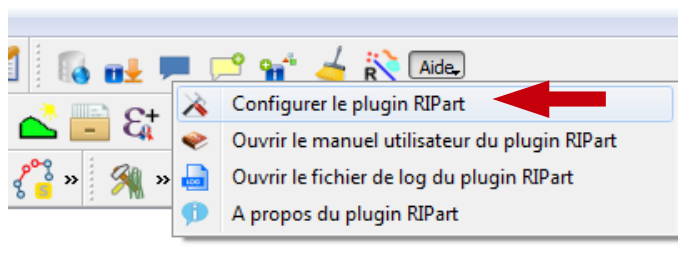 Aide
Configurer le plugin RIPart
Ouvrir le manuel utilisateur du plugin RIPart
Ouvrir le fichier de log du plugin RIPart
A propos du plugin RIPart